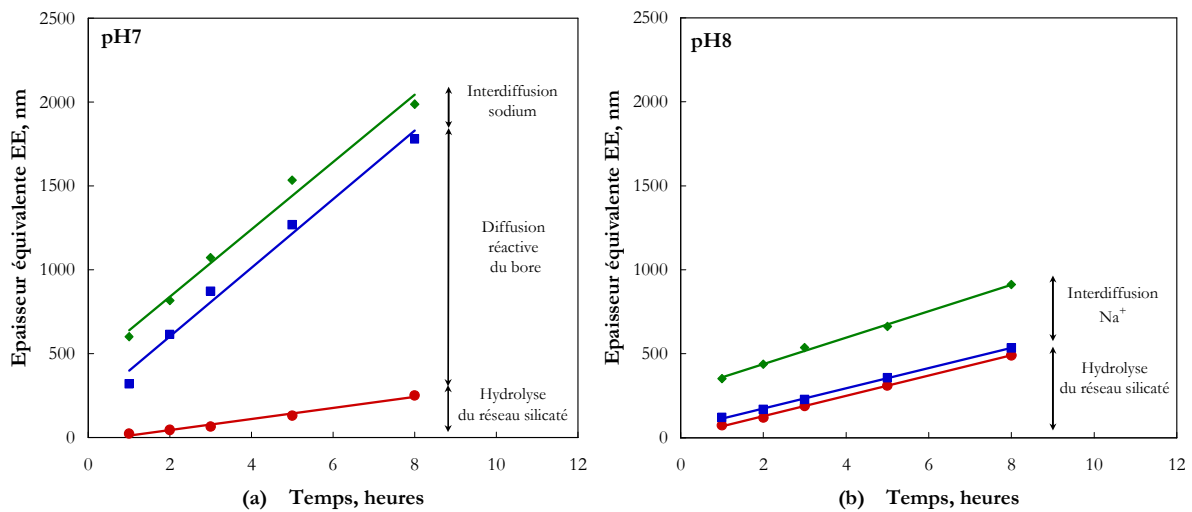 pH7
Epaisseur équivalente EE, nm
2500
2000
1500
1000
500
0
0 2 4 6 8 10 12
Interdiffusion
sodium
Diffusion
réactive
du bore
Hydrolyse
du réseau silicaté
(a) Temps, heures
pH8
Epaisseur équivalente EE, nm
2500
2000
1500
1000
500
0
0 2 4 6 8 10 12
Interdiffusion
Na+
Hydrolyse
du réseau silicaté
(b) Temps, heures